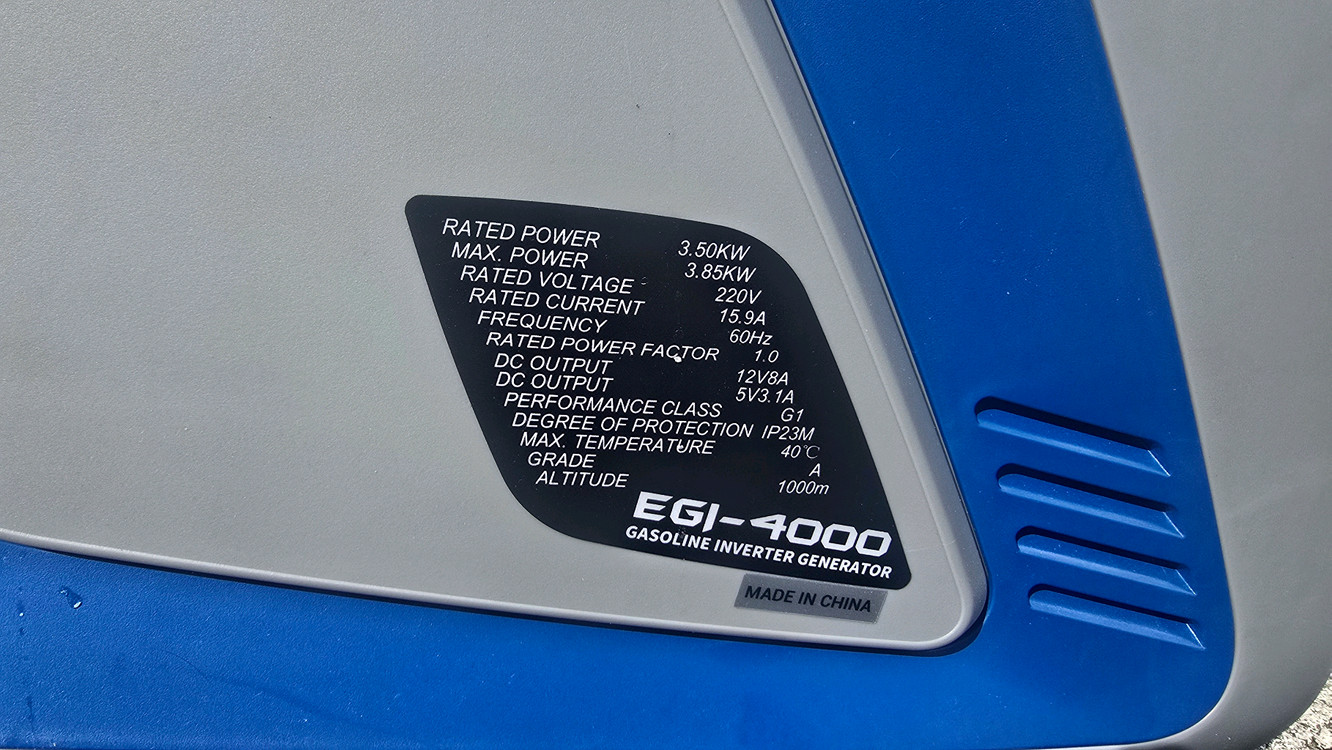 RATED POWER 3.50KW
MAX. POWER 3.85KW
RATED VOLTAGE 220V
RATED CURRENT 15.9A
FREQUENCY 60Hz
RATED POWER FACTOR 1.0
DC OUTPUT 12V8A
DC OUTPUT 5V3.1A
PERFORMANCE CLASS G1
DEGREE OF PROTECTION IP23M
MAX. TEMPERATURE 40℃
GRADE A
ALTITUDE 1000m
EGI-4000
GASOLINE INVERTER GENERATOR
MADE IN CHINA